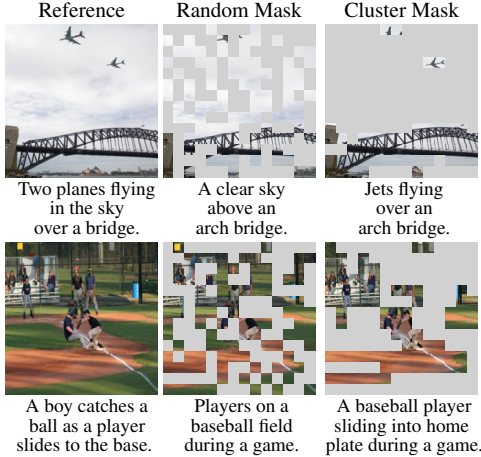 Reference Random Mask Cluster Mask
Two planes flying
in the sky
over a bridge.
A clear sky
above an
arch bridge.
Jets flying
over an
arch bridge.
A boy catches a
ball as a player
slides to the base.
Players on a
baseball field
during a game.
A baseball player
sliding into home
plate during a game.